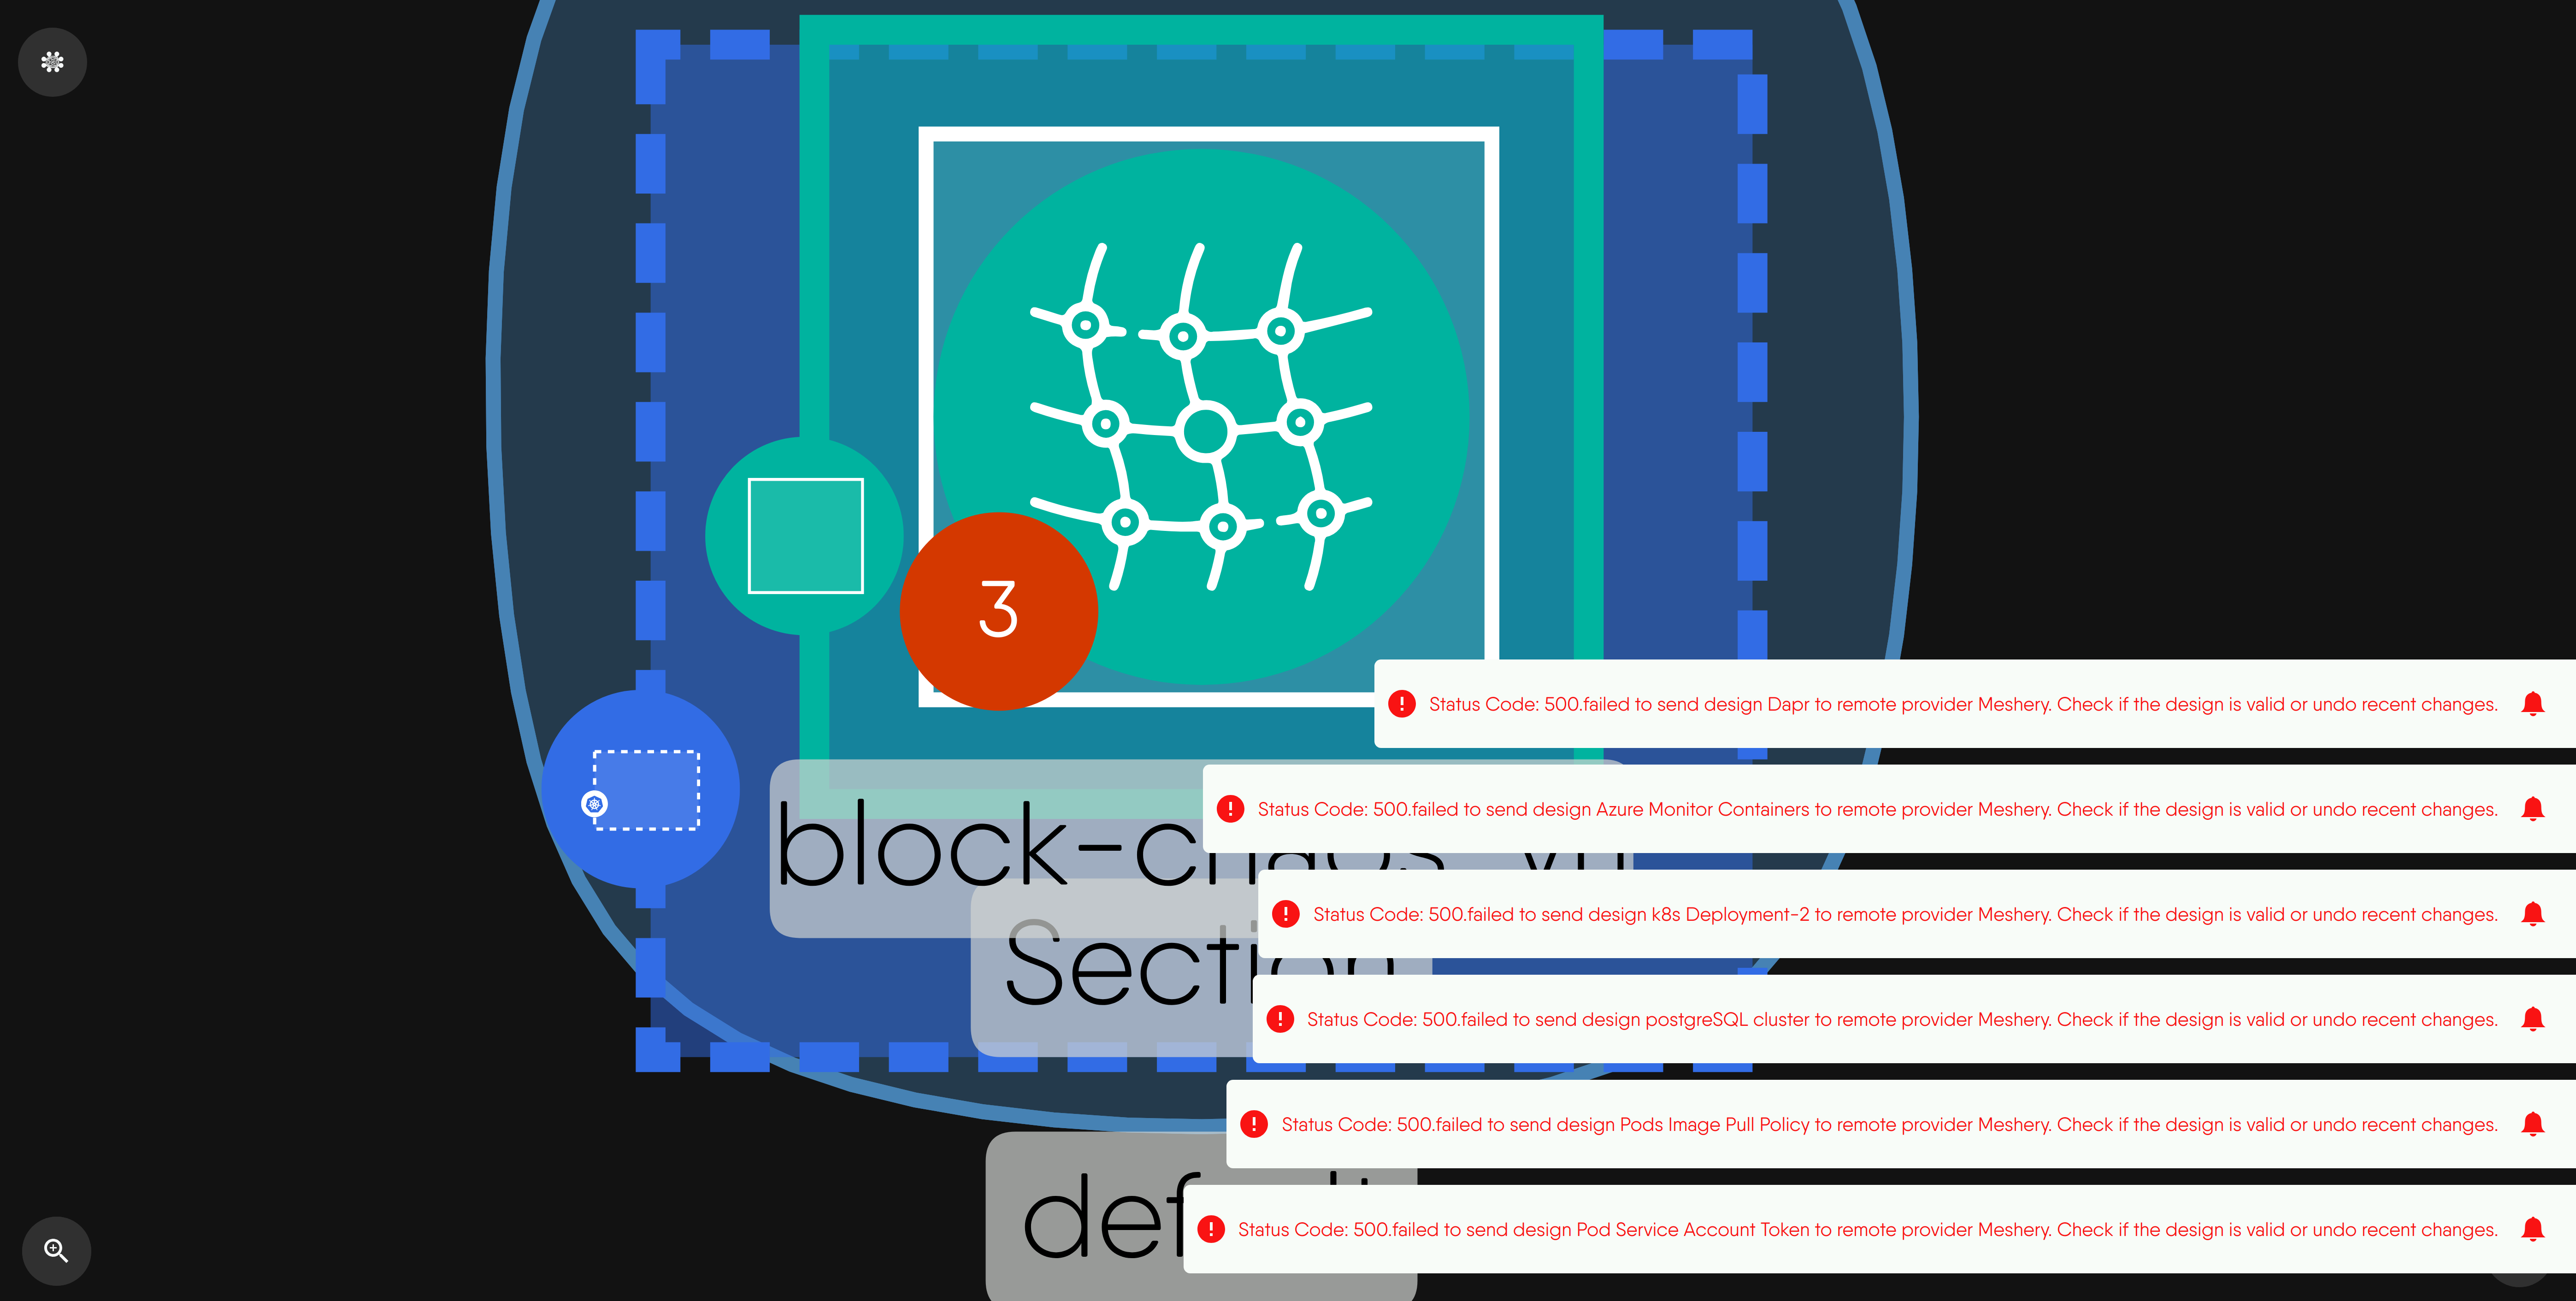 3
Status Code: 500.failed to send design Dapr to remote provider Meshery. Check if the design is valid or undo recent changes.
Status Code: 500.failed to send design Azure Monitor Containers to remote provider Meshery. Check if the design is valid or undo recent changes.
Status Code: 500.failed to send design k8s Deployment-2 to remote provider Meshery. Check if the design is valid or undo recent changes.
Status Code: 500.failed to send design postgreSQL cluster to remote provider Meshery. Check if the design is valid or undo recent changes.
Status Code: 500.failed to send design Pods Image Pull Policy to remote provider Meshery. Check if the design is valid or undo recent changes.
Status Code: 500.failed to send design Pod Service Account Token to remote provider Meshery. Check if the design is valid or undo recent changes.
block-chaos-
Section
default